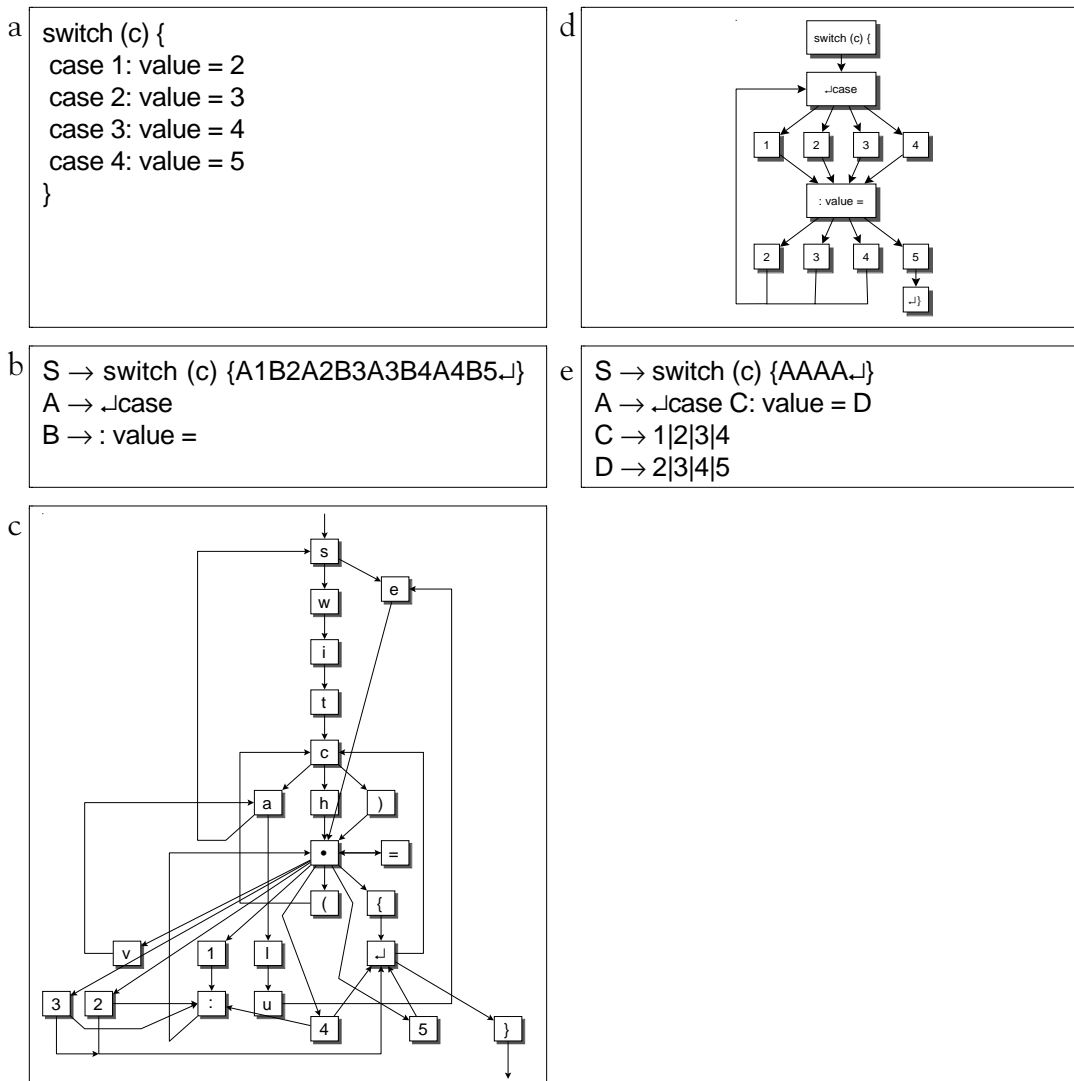 a
switch (c) {
case 1: value = 2
case 2: value = 3
case 3: value = 4
case 4: value = 5
}
b
S → switch (c) {A1B2A2B3A3B4A4B5↵}
A → ↵case
B → : value =
c
s
e
w
i
t
c
a
h
)
•
=
(
{
v
1
l
↵
3
2
:
u
4
5
}
d
switch (c) {
↵case
1
2
3
4
: value =
2
3
4
5
↵}
e
S → switch (c) {AAAA↵}
A → ↵case C: value = D
C → 1|2|3|4
D → 2|3|4|5